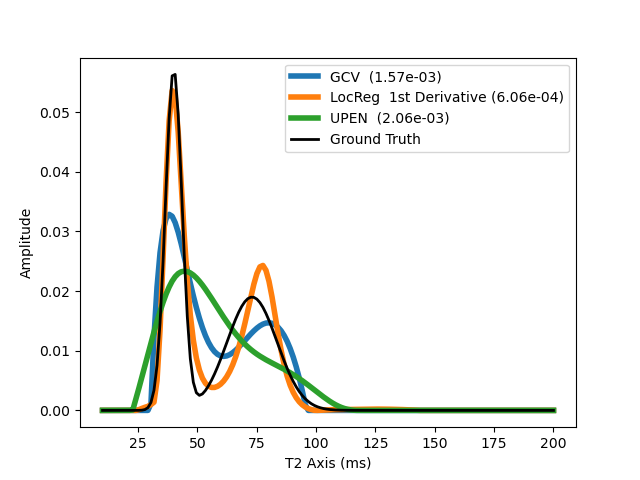 GCV (1.57e-03)
LocReg 1st Derivative (6.06e-04)
UPEN (2.06e-03)
Ground Truth
0.05
0.04
0.03
0.02
0.01
0.00
Amplitude
25 50 75 100 125 150 175 200
T2 Axis (ms)